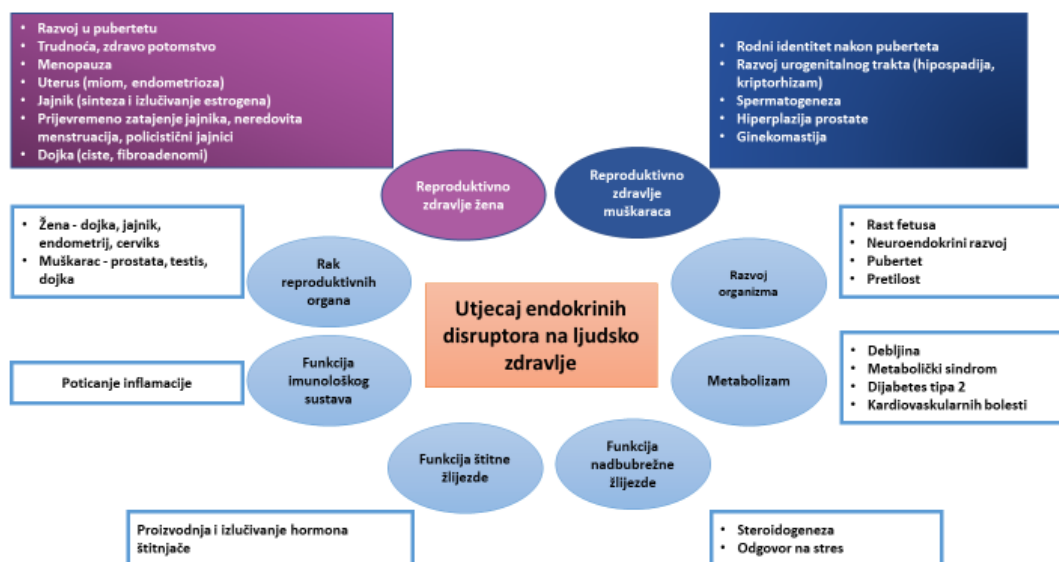 • Razvoj u pubertetu
• Trudnoća, zdravo potomstvo
• Menopauza
• Uterus (miom, endometrioza)
• Jajnik (sinteza i izlučivanje estrogena)
• Prijevremeno zatajenje jajnika, neredovita
menstruacija, policistični jajnici
• Dojka (ciste, fibroadenomi)
• Rodni identitet nakon puberteta
• Razvoj urogenitalnog trakta (hipospadija,
kriptorhizam)
• Spermatogeneza
• Hiperplazija prostate
• Ginekomastija
Reproduktivno
zdravlje žena
Reproduktivno
zdravlje
muškaraca
• Žena - dojka, jajnik,
endometrij, cerviks
• Muškarac - prostata, testis,
dojka
Rak
reproduktivnih
organa
Utjecaj endokrinih
disruptora na ljudsko
zdravlje
Razvoj
organizma
• Rast fetusa
• Neuroendokrini razvoj
• Pubertet
• Pretilost
Poticanje inflamacije
Funkcija
imunološkog
sustava
Metabolizam
• Debljina
• Metabolički sindrom
• Dijabetes tipa 2
• Kardiovaskularnih bolesti
Funkcija štitne
žlijezde
Funkcija
nadbubrežne
žlijezde
Proizvodnja i izlučivanje hormona
štitnjače
• Steroidogeneza
• Odgovor na stres